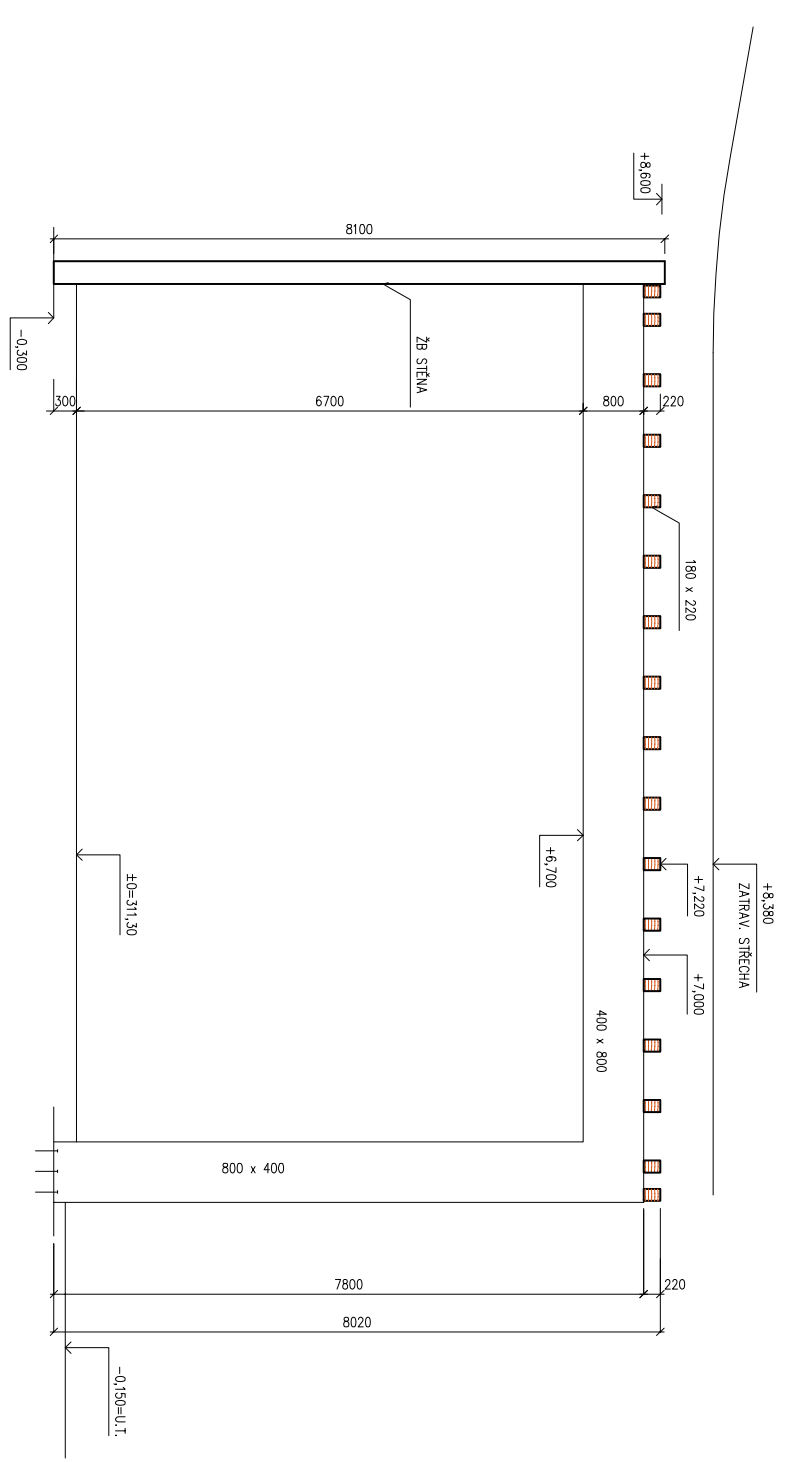 +8,600
8100
-0,300
ŽB STĚNA
300
6700
800
220
180 x 220
+8,380
ZATRAV. STŘECHA
+7,220
+7,000
+6,700
±0=311,30
400 x 800
800 x 400
7800
220
8020
-0,150=U.T.